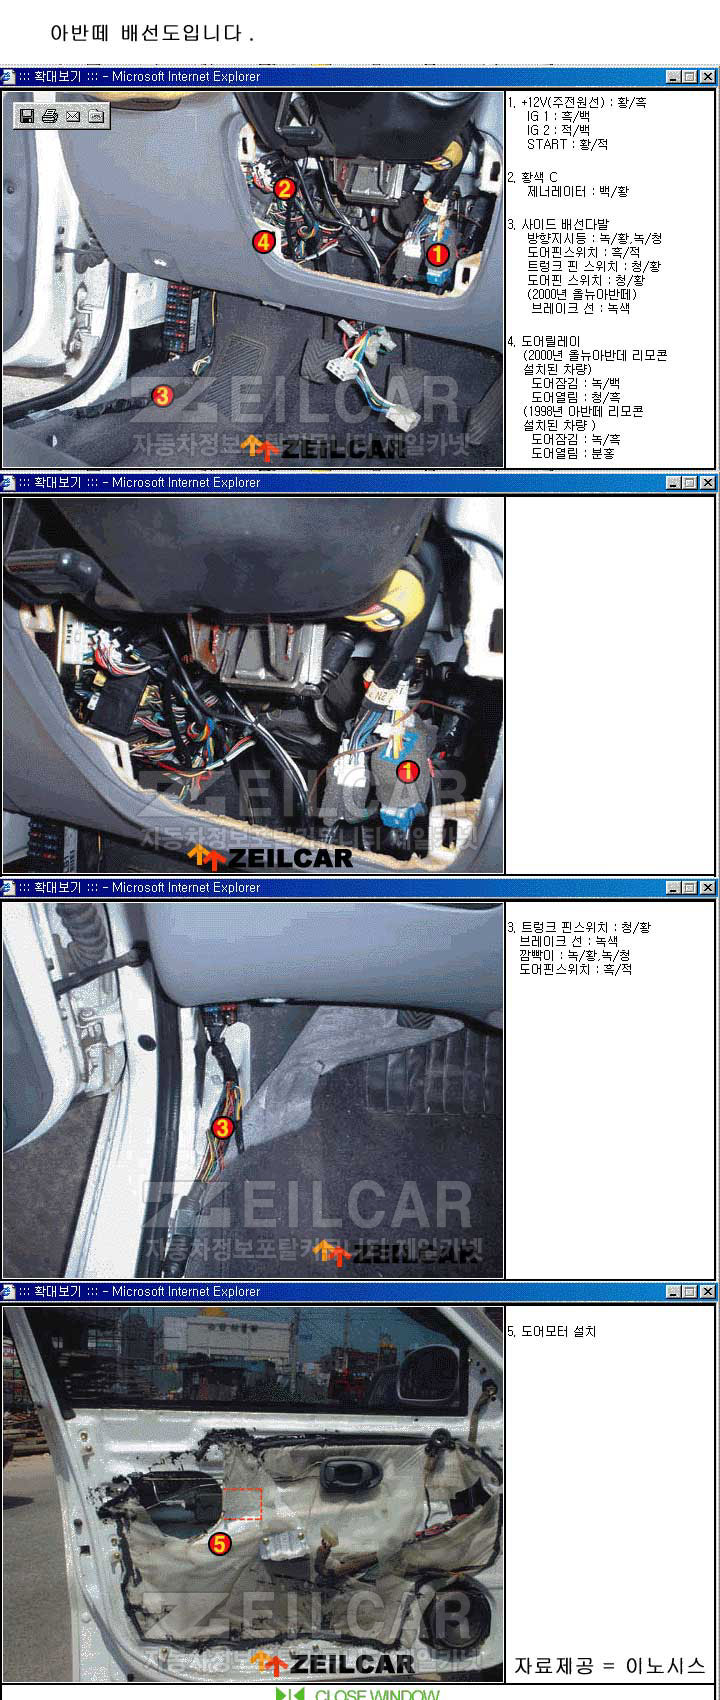 아반떼 배선도입니다.
::: 확대보기 ::: - Microsoft Internet Explorer
1, +12V(주전원선) : 황/흑
IG 1 : 흑/백
IG 2 : 적/백
START : 황/적
2, 황색 C
제너레이터 : 백/황
3, 사이드 배선다발
방향지시등 : 녹/황,녹/청
도어핀스위치 : 흑/적
트렁크 핀 스위치 : 청/황
도어핀 스위치 : 청/황
(2000년 올뉴아반떼)
브레이크 선 : 녹색
4, 도어릴레이
(2000년 올뉴아반데 리모콘
설치된 차량)
도어잠김 : 녹/백
도어열림 : 청/흑
(1998년 아반떼 리모콘
설치된 차량 )
도어잠김 : 녹/흑
도어열림 : 분홍
2
4
1
3
ZEILCAR
자동차정보포탈커뮤니티 제일카넷
ZEILCAR
::: 확대보기 ::: - Microsoft Internet Explorer
1
ZEILCAR
자동차정보포탈커뮤니티 제일카넷
ZEILCAR
::: 확대보기 ::: - Microsoft Internet Explorer
3, 트렁크 핀스위치 : 청/황
브레이크 선 : 녹색
깜빡이 : 녹/황,녹/청
도어핀스위치 : 흑/적
3
ZEILCAR
자동차정보포탈커뮤니티 제일카넷
ZEILCAR
::: 확대보기 ::: - Microsoft Internet Explorer
5, 도어모터 설치
5
ZEILCAR
자동차정보포탈커뮤니티 제일카넷
ZEILCAR
자료제공 = 이노시스
CLOSE WINDOW